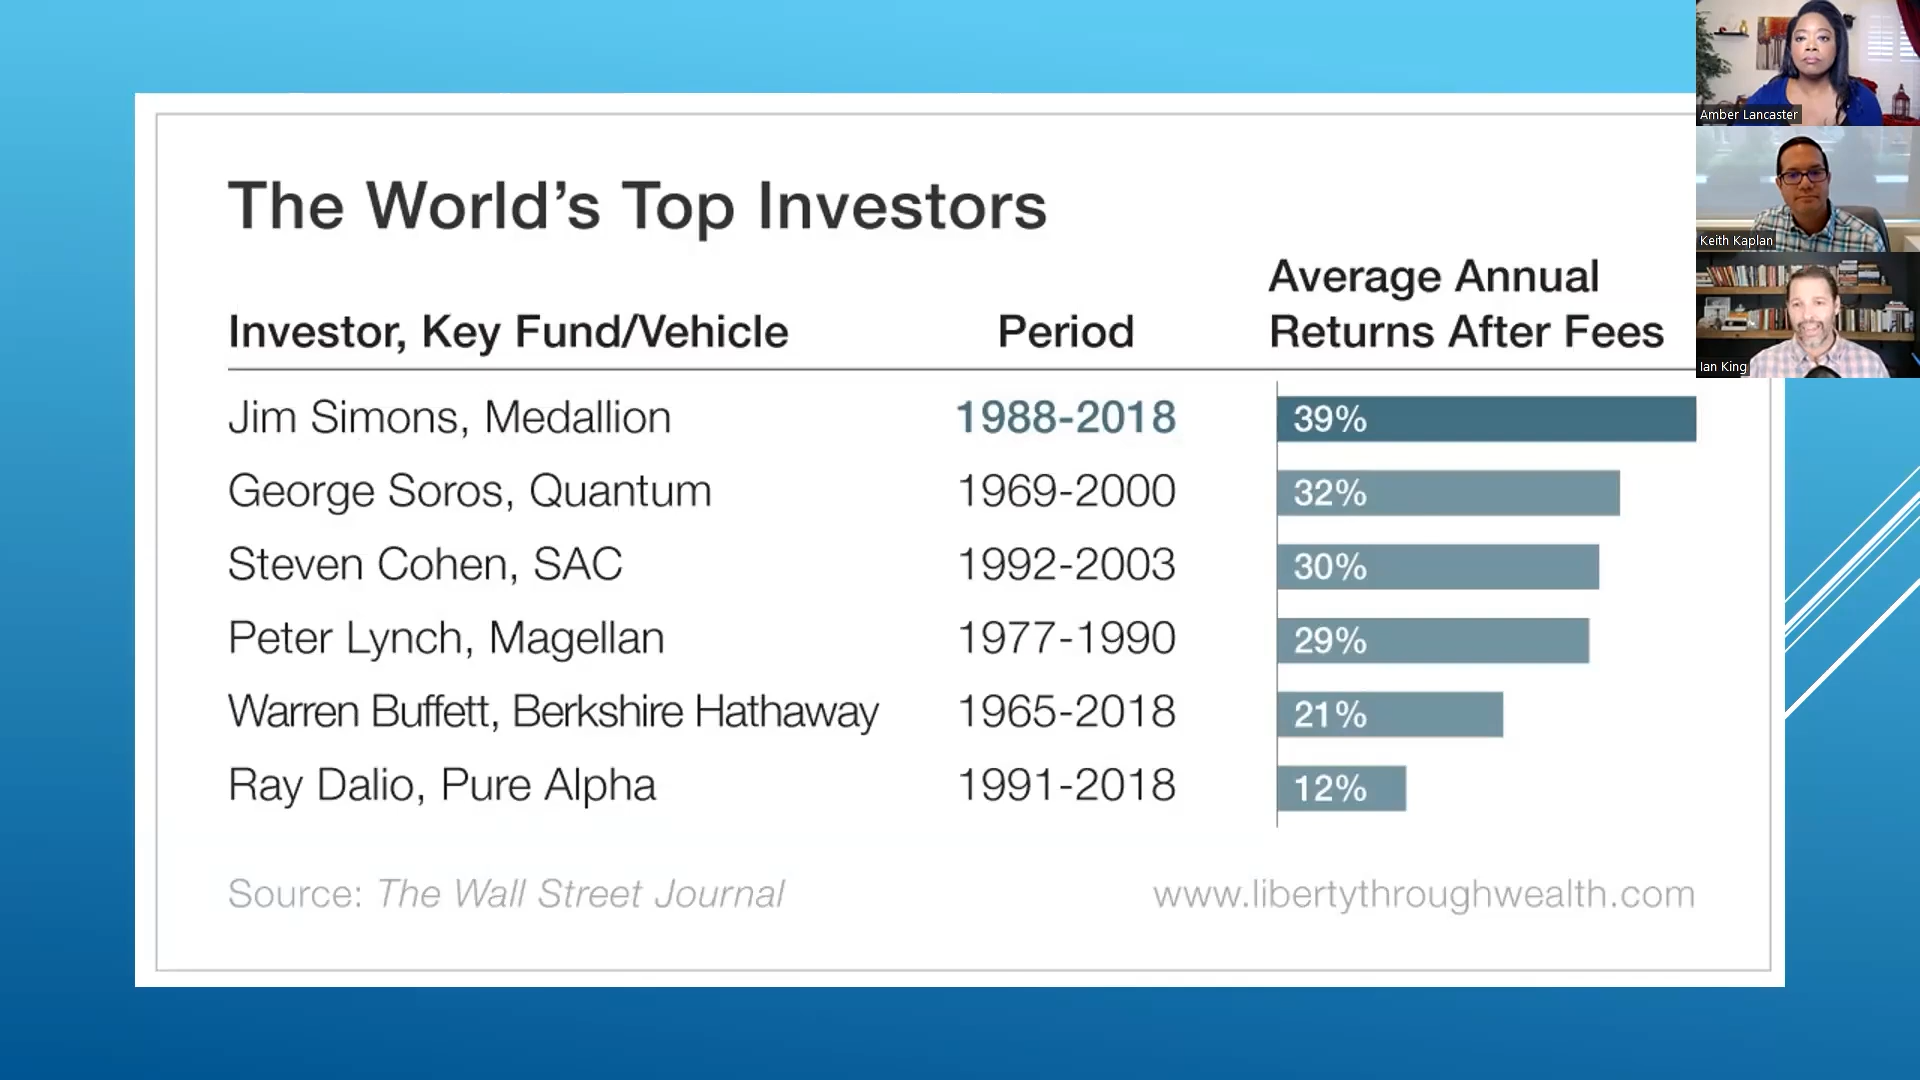 The World’s Top Investors
Investor, Key Fund/Vehicle Period Average Annual Returns After Fees
Jim Simons, Medallion 1988-2018 39%
George Soros, Quantum 1969-2000 32%
Steven Cohen, SAC 1992-2003 30%
Peter Lynch, Magellan 1977-1990 29%
Warren Buffett, Berkshire Hathaway 1965-2018 21%
Ray Dalio, Pure Alpha 1991-2018 12%
Source: The Wall Street Journal www.libertythroughwealth.com
Amber Lancaster
Keith Kaplan
Ian King